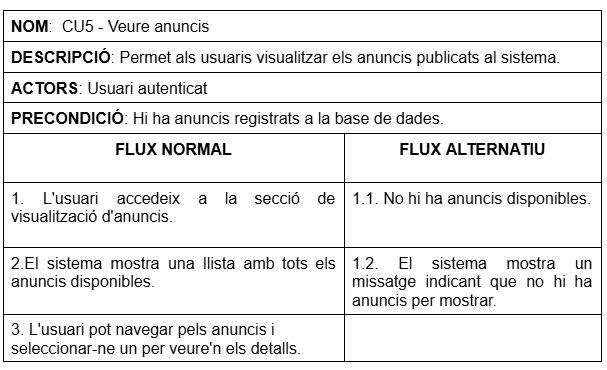 NOM:  CU5 - Veure anuncis
DESCRIPCIÓ: Permet als usuaris visualitzar els anuncis publicats al sistema.
ACTORS: Usuari autenticat
PRECONDICIÓ: Hi ha anuncis registrats a la base de dades.
FLUX NORMAL
FLUX ALTERNATIU
1. L'usuari accedeix a la secció de
visualització d'anuncis.
1.1. No hi ha anuncis disponibles.
2.El sistema mostra una llista amb tots els
anuncis disponibles.
1.2. El sistema mostra un
missatge indicant que no hi ha
anuncis per mostrar.
3. L'usuari pot navegar pels anuncis i
seleccionar-ne un per veure'n els detalls.